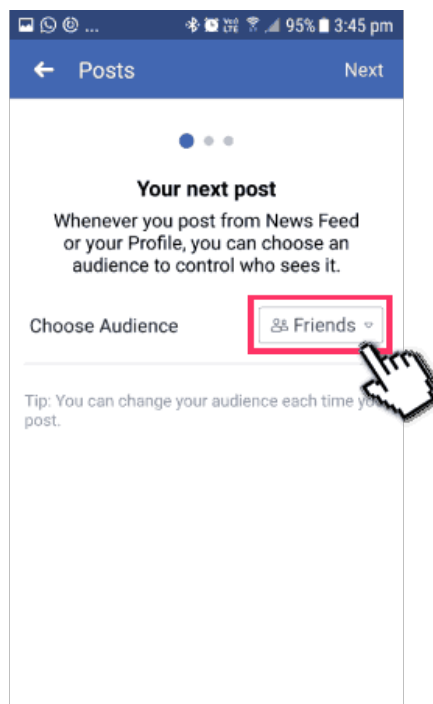 ... 95% 3:45 pm
Posts Next
Your next post
Whenever you post from News Feed
or your Profile, you can choose an
audience to control who sees it.
Choose Audience Friends
Tip: You can change your audience each time
post.